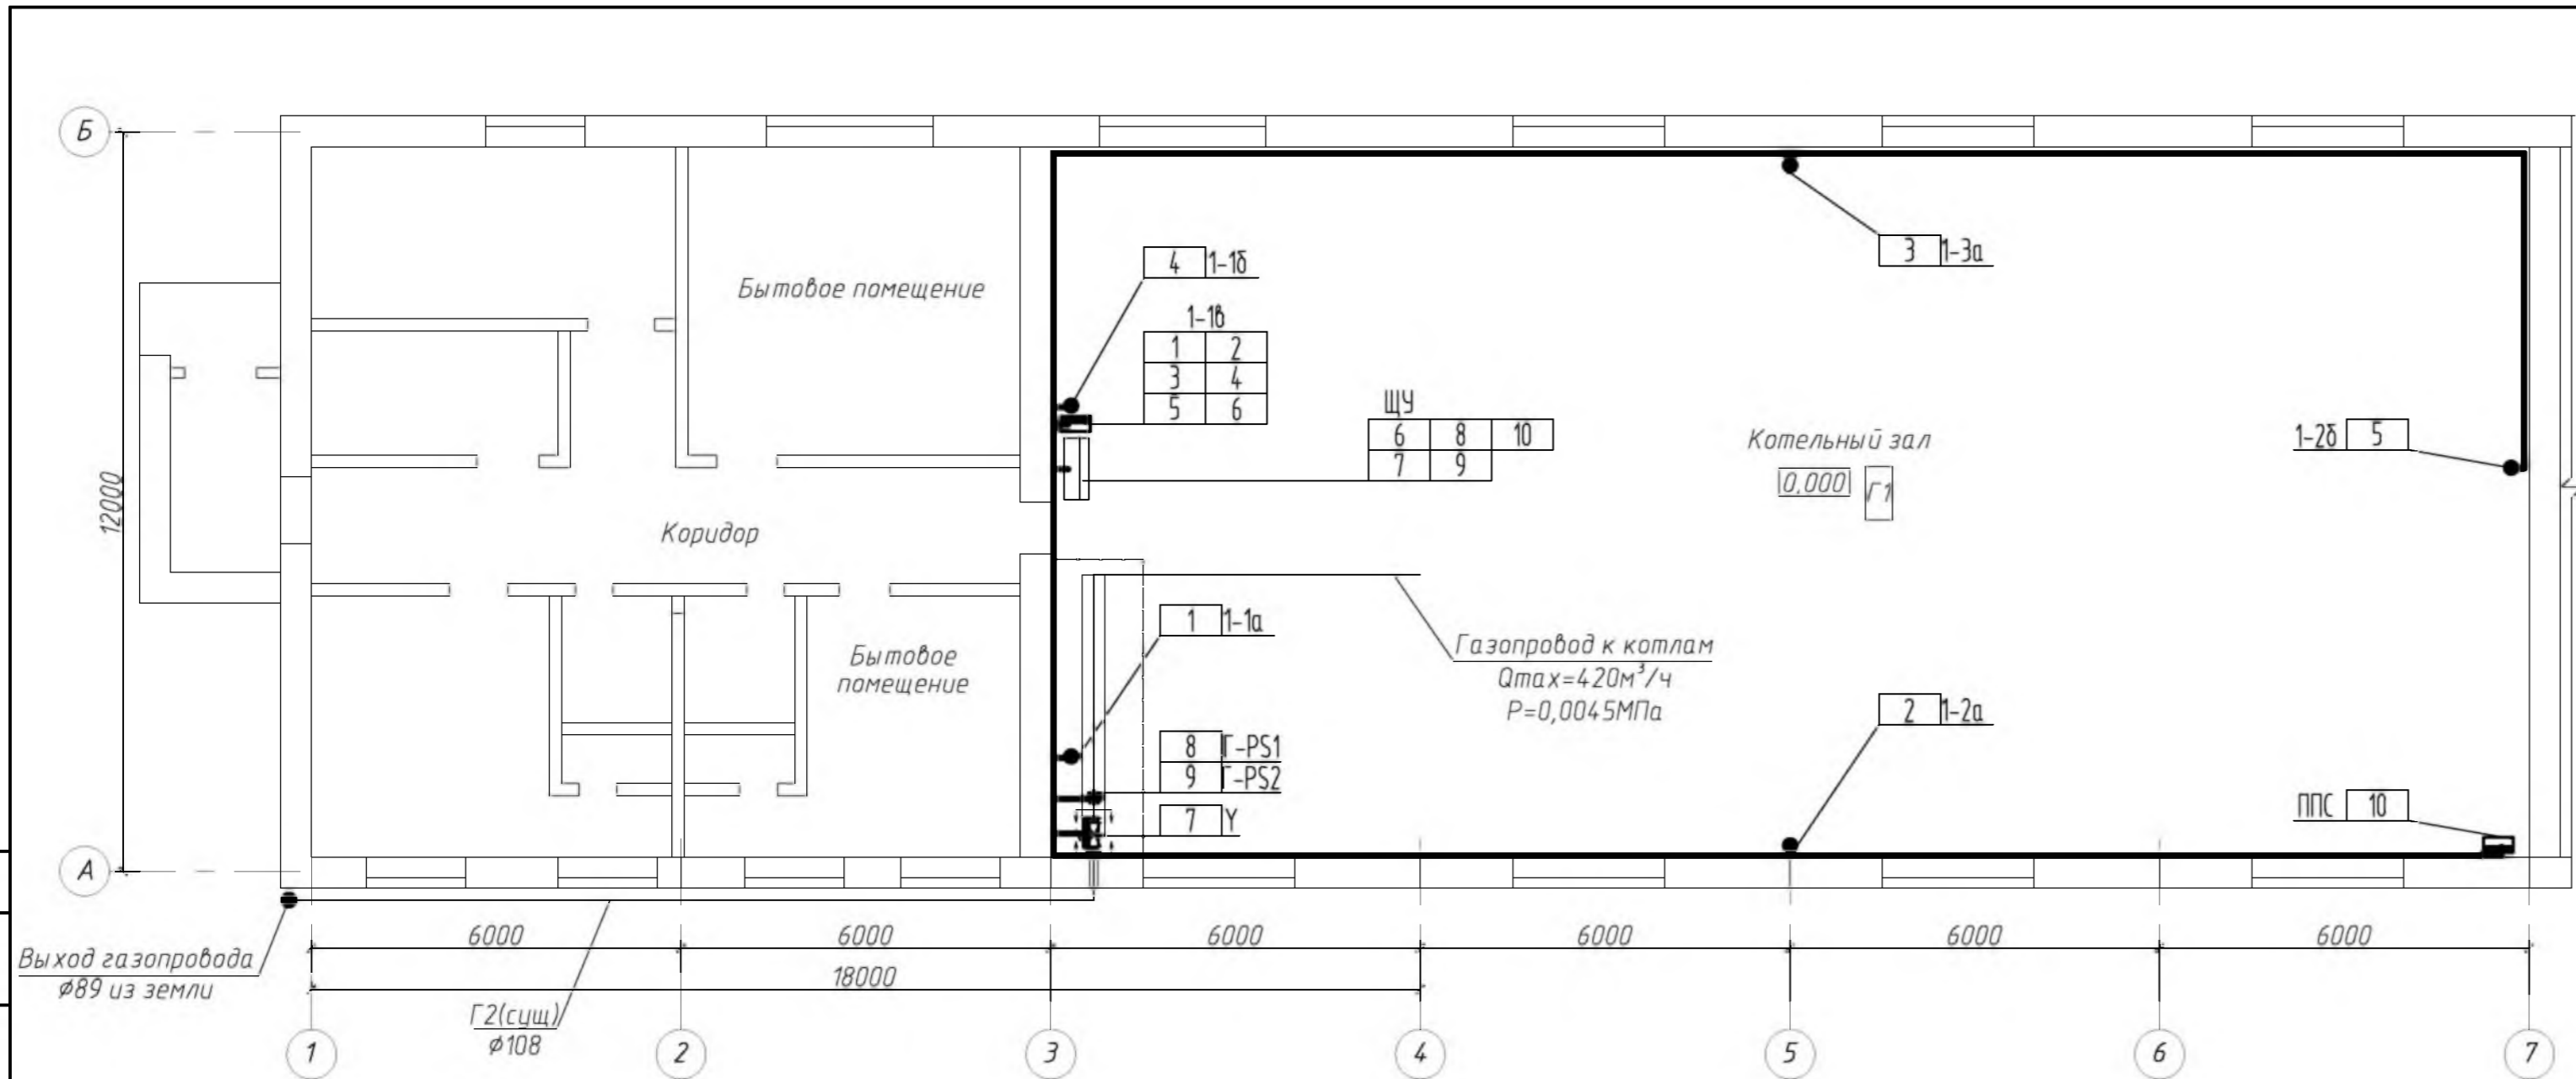 Б
4 1-1б
3 1-3а
Бытовое помещение
1-1в
1 2
3 4
5 6
ЩУ
6 8 10
7 9
Котельный зал
0,000 Г1
1-2б 5
12000
Коридор
1 1-1а
Газопровод к котлам
Qmax=420м³/ч
P=0,0045МПа
Бытовое
помещение
2 1-2а
8 Г-PS1
9 Г-PS2
7 Y
ППС 10
А
6000 6000 6000 6000 6000 6000
18000
Выход газопровода
ϕ89 из земли
Г2(сущ)
ϕ108
1 2 3 4 5 6 7